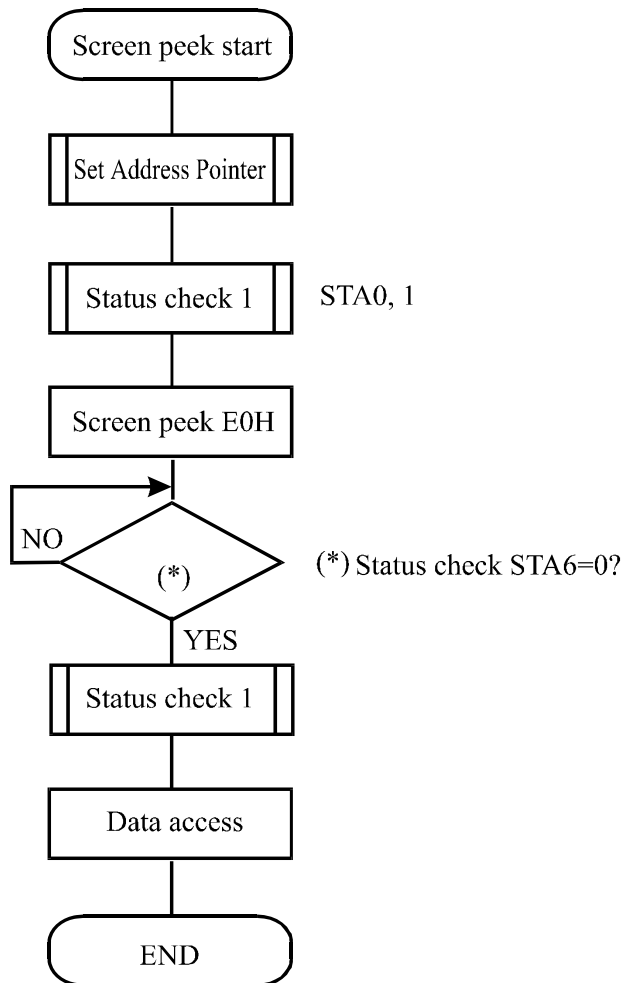 Screen peek start
Set Address Pointer
Status check 1
STA0, 1
Screen peek E0H
NO
(*)
(*) Status check STA6=0?
YES
Status check 1
Data access
END